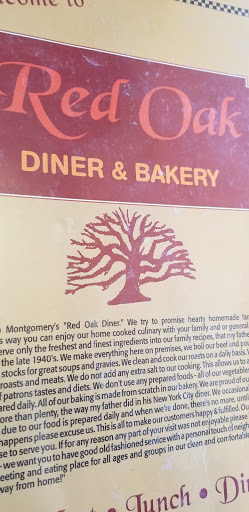 come to
Red Oak
DINER & BAKERY
Montgomery's "Red Oak Diner." We try to promise hearty homemade
s way you can enjoy our home cooked culinary with your family and or general
erve only the freshest and finest ingredients into our family recipes, that my father
the late 1940's. We make everything on premises, we boil our beef and
stocks for great soups and gravies. We clean and cook our roasts on a daily basis.
roasts and meats. We do not add any extra salt to our cooking. This allows us to
f patrons tastes and diets. We don't use any prepared foods - all of our vegetables
ared daily. All of our baking is made from scratch in our bakery. We are proud of our
ore than plenty, the way my father did in his New York City diner. We occasional
due to our food is prepared daily and when we're done, there's no more, until
happens please excuse us. This is all to make our customers happy & fulfilled.
se to serve you. If for any reason any part of your visit was not enjoyable please
- we want you to have good old fashioned service with a personal touch of
eeting and eating place for all ages and groups in our clean and comfortable
way from home!"
Lunch • Di